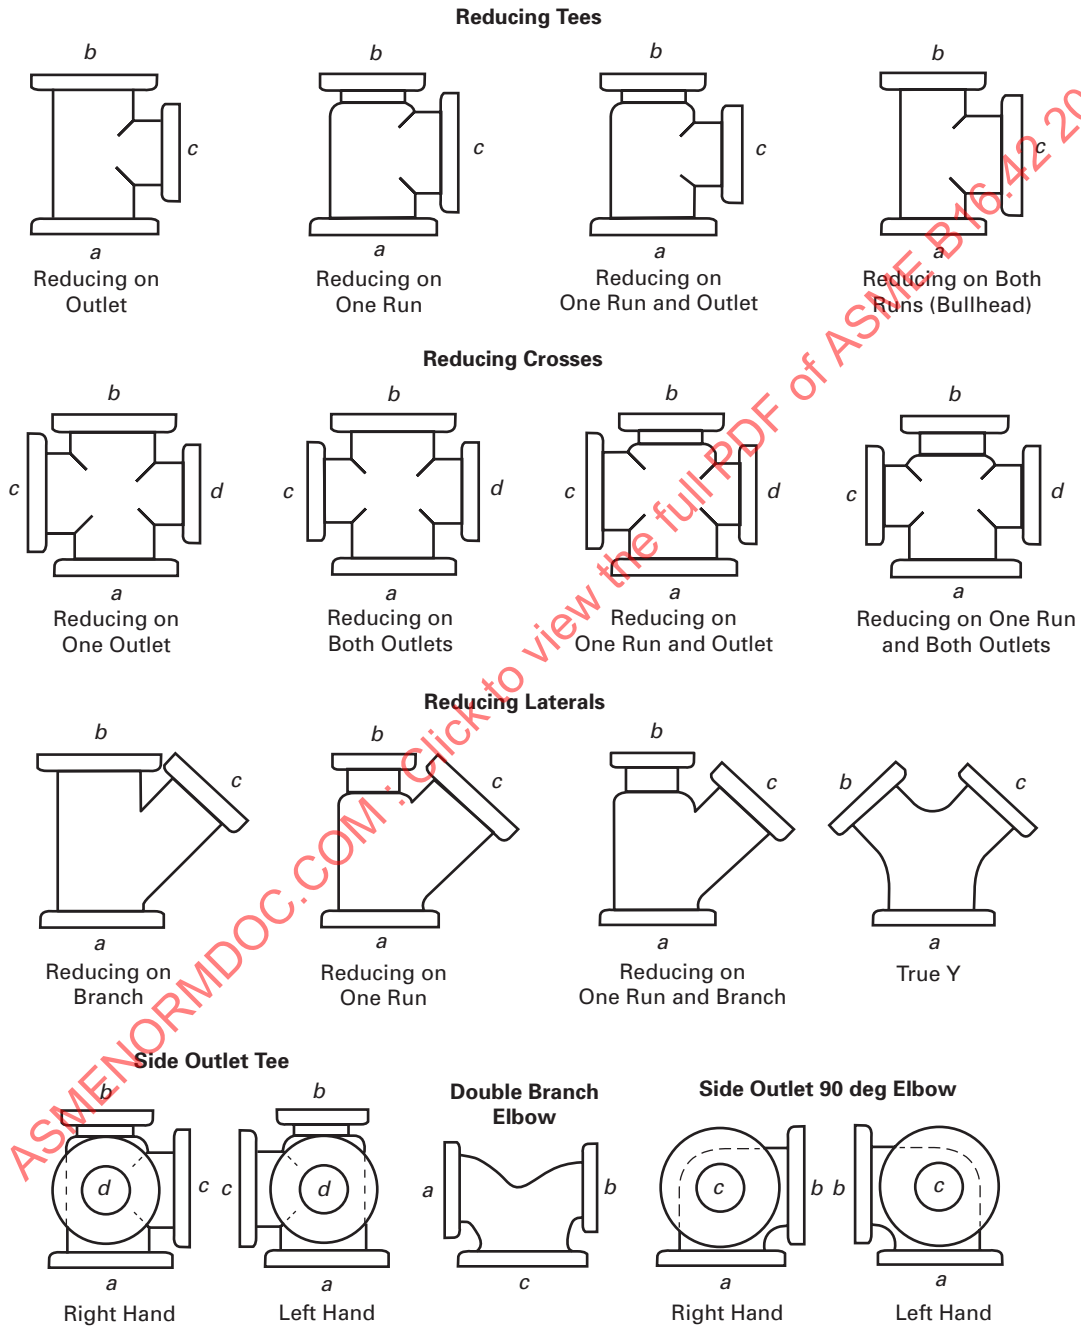 Reducing Tees
b b b b
c c c c
a a a a
Reducing on
Outlet
Reducing on
One Run
Reducing on
One Run and Outlet
Reducing on Both
Runs (Bullhead)
Reducing Crosses
b b b b
c d c d c d c d
a a a a
Reducing on
One Outlet
Reducing on
Both Outlets
Reducing on
One Run and Outlet
Reducing on One Run
and Both Outlets
Reducing Laterals
b b b
c c c b c
a a a a
Reducing on
Branch
Reducing on
One Run
Reducing on
One Run and Branch
True Y
Side Outlet Tee
Double Branch
Elbow
Side Outlet 90 deg Elbow
b b
d c c d a b c b b c
a a c a a
Right Hand
Left Hand
Right Hand
Left Hand
ASMENORMDOC.COM : Click to view the full PDF of ASME B16.42 20